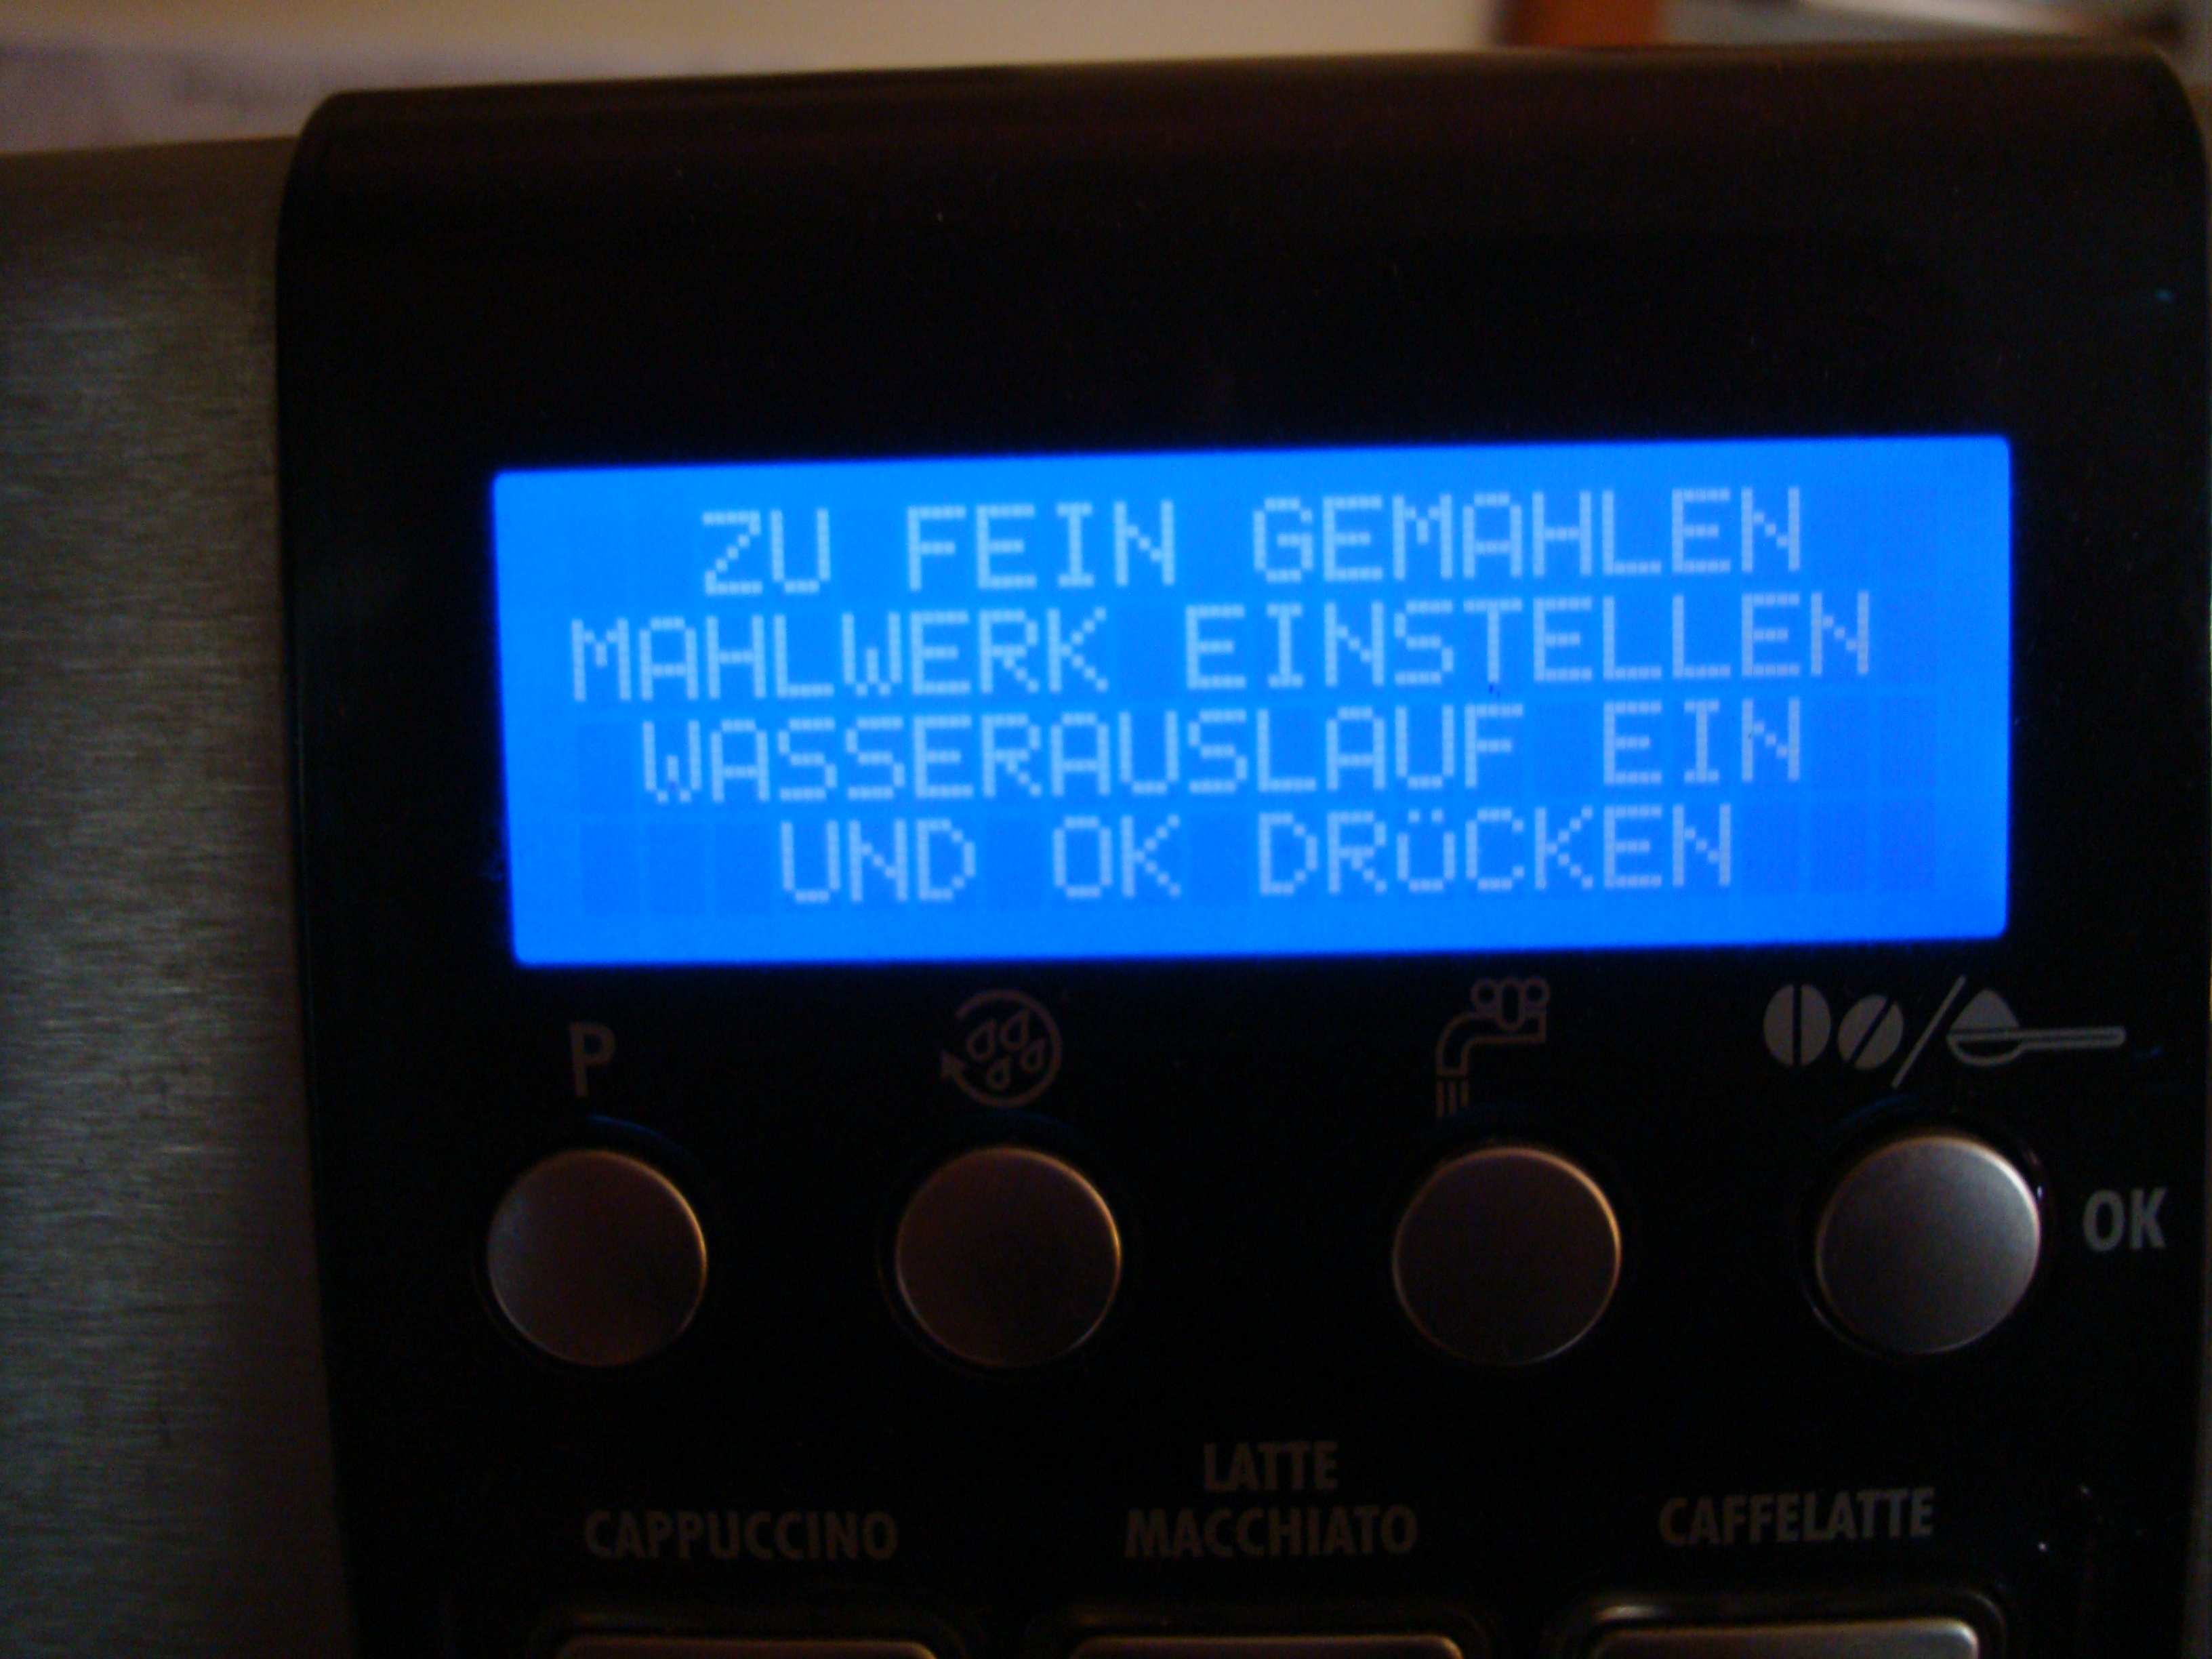 ZU FEIN GEMAHLEN
MAHLWERK EINSTELLEN
WASSERAUSLAUF EIN
UND OK DRÜCKEN
P
OK
CAPPUCCINO
LATTE
MACCHIATO
CAFFELATTE